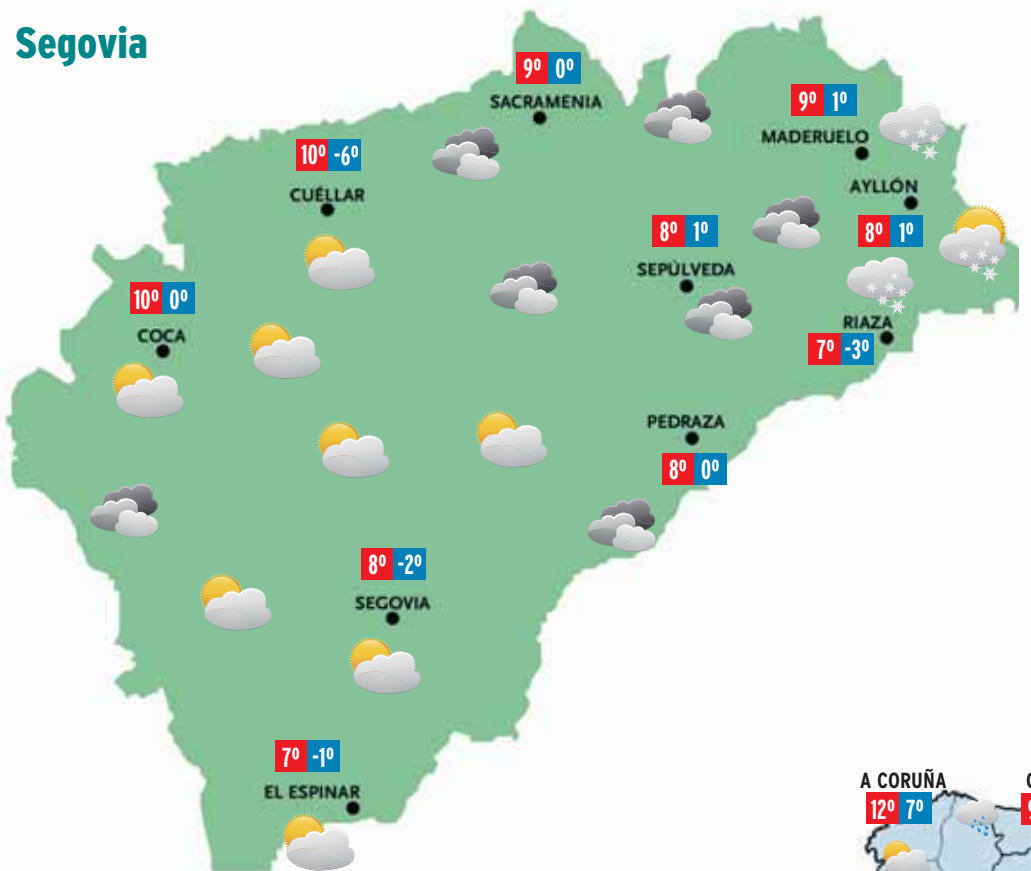 Segovia
9º 0º
SACRAMENIA
9º 1º
MADERUELO
10º -6º
CUÉLLAR
AYLLÓN
8º 1º
8º 1º
SEPÚLVEDA
10º 0º
COCA
RIAZA
7º -3º
PEDRAZA
8º 0º
8º -2º
SEGOVIA
7º -1º
EL ESPINAR
A CORUÑA
12º 7º